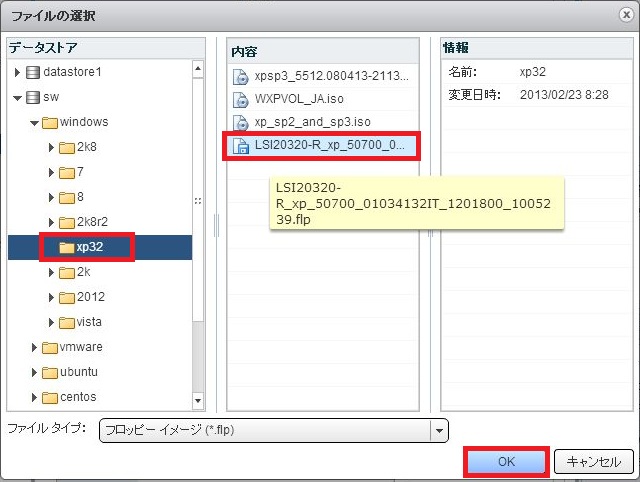 ファイルの選択
データストア
datastore1
sw
windows
2k8
7
8
2k8r2
xp32
2k
2012
vista
vmware
ubuntu
centos
内容
xpsp3_5512.080413-2113...
WXPVOL_JA.iso
xp_sp2_and_sp3.iso
LSI20320-R_xp_50700_0...
LSI20320-
R_xp_50700_01034132IT_1201800_1005
239.flp
情報
名前: xp32
変更日時: 2013/02/23 8:28
ファイル タイプ: フロッピー イメージ (*.flp)
OK キャンセル